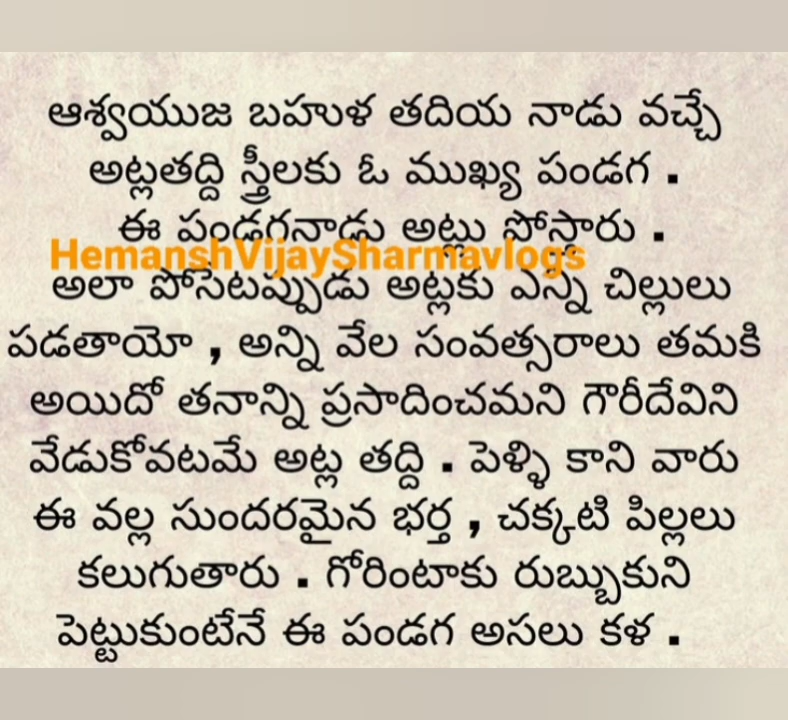 ఆశ్వయుజ బహుళ తదియ నాడు వచ్చే
అట్లతద్ది స్త్రీలకు ఓ ముఖ్య పండగ .
ఈ పండగనాడు అట్లు పోస్తారు .
HemanshVijaySharmavlogs
అలా పోసేటప్పుడు అట్లకు ఎన్ని చిల్లులు
పడతాయో , అన్ని వేల సంవత్సరాలు తమకి
అయిదో తనాన్ని ప్రసాదించమని గౌరీదేవిని
వేడుకోవటమే అట్ల తద్ది . పెళ్ళి కాని వారు
ఈ వల్ల సుందరమైన భర్త , చక్కటి పిల్లలు
కలుగుతారు . గోరింటాకు రుబ్బుకుని
పెట్టుకుంటేనే ఈ పండగ అసలు కళ .